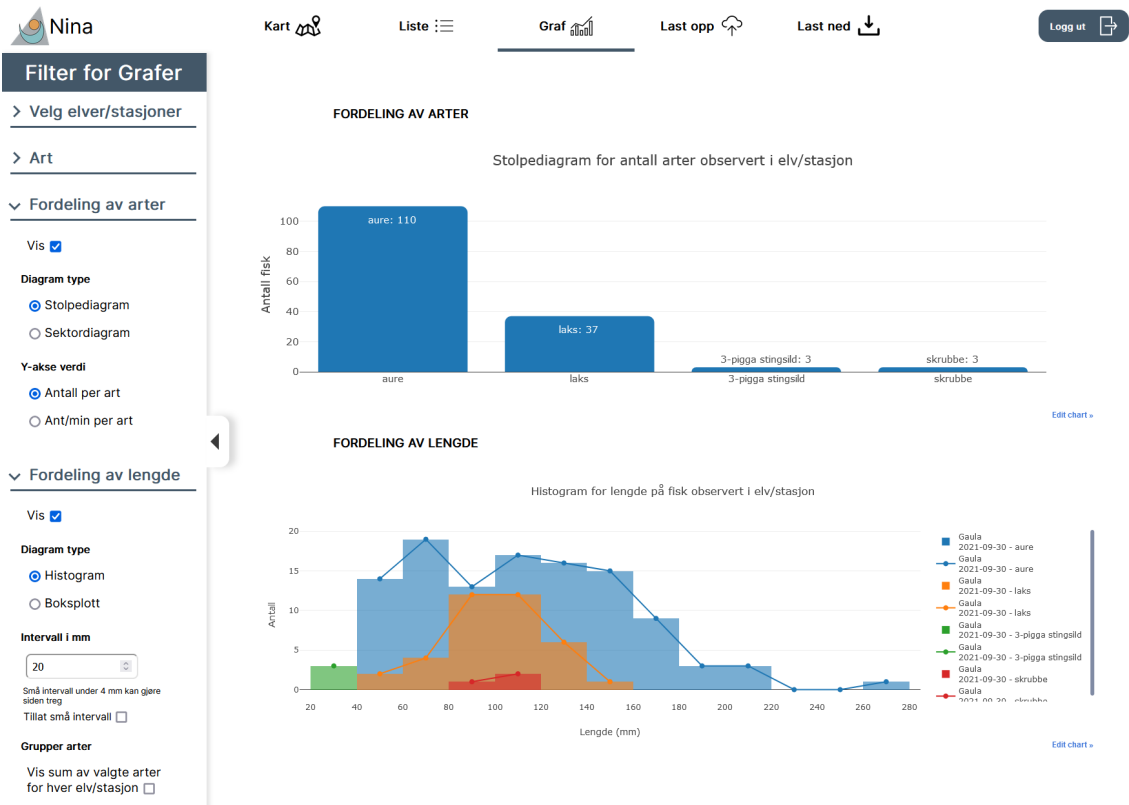 Nina
Kart
Liste
Graf
Last opp
Last ned
Logg ut
Filter for Grafer
Velg elver/stasjoner
Art
Fordeling av arter
Vis
Diagram type
Stolpediagram
Sektordiagram
Y-akse verdi
Antall per art
Ant/min per art
Fordeling av lengde
Vis
Diagram type
Histogram
Boksplott
Intervall i mm
20
Små intervall under 4 mm kan gjøre
siden treg
Tillat små intervall
Grupper arter
Vis sum av valgte arter
for hver elv/stasjon
FORDELING AV ARTER
Stolpediagram for antall arter observert i elv/stasjon
Antall fisk
100
80
60
40
20
0
aure: 110
laks: 37
3-pigga stingsild: 3
skrubbe: 3
aure
laks
3-pigga stingsild
skrubbe
Edit chart »
FORDELING AV LENGDE
Histogram for lengde på fisk observert i elv/stasjon
Antall
20
15
10
5
0
20 40 60 80 100 120 140 160 180 200 220 240 260 280
Lengde (mm)
Gaula
2021-09-30 - aure
Gaula
2021-09-30 - aure
Gaula
2021-09-30 - laks
Gaula
2021-09-30 - laks
Gaula
2021-09-30 - 3-pigga stingsild
Gaula
2021-09-30 - 3-pigga stingsild
Gaula
2021-09-30 - skrubbe
Gaula
2021-09-30 - skrubbe
Edit chart »